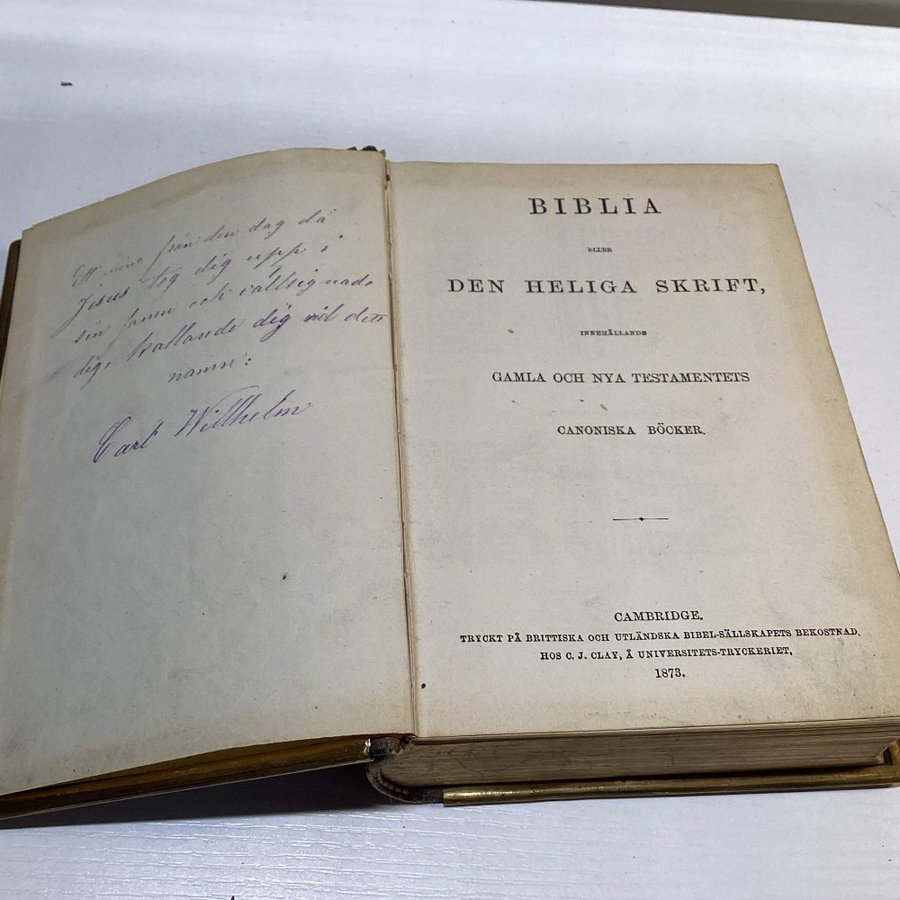 Ett minne från den dag då
Jesus tog dig upp i
sin famn och välsignade
dig, kallande dig vid ditt
namn:
Carl Willhelm
BIBLIA
ELLER
DEN HELIGA SKRIFT,
INNEHÅLLANDE
GAMLA OCH NYA TESTAMENTETS
CANONISKA BÖCKER.
CAMBRIDGE.
TRYCKT PÅ BRITTISKA OCH UTLÄNDSKA BIBEL-SÄLLSKAPETS BEKOSTNAD,
HOS C. J. CLAY, Å UNIVERSITETS-TRYCKERIET,
1873.